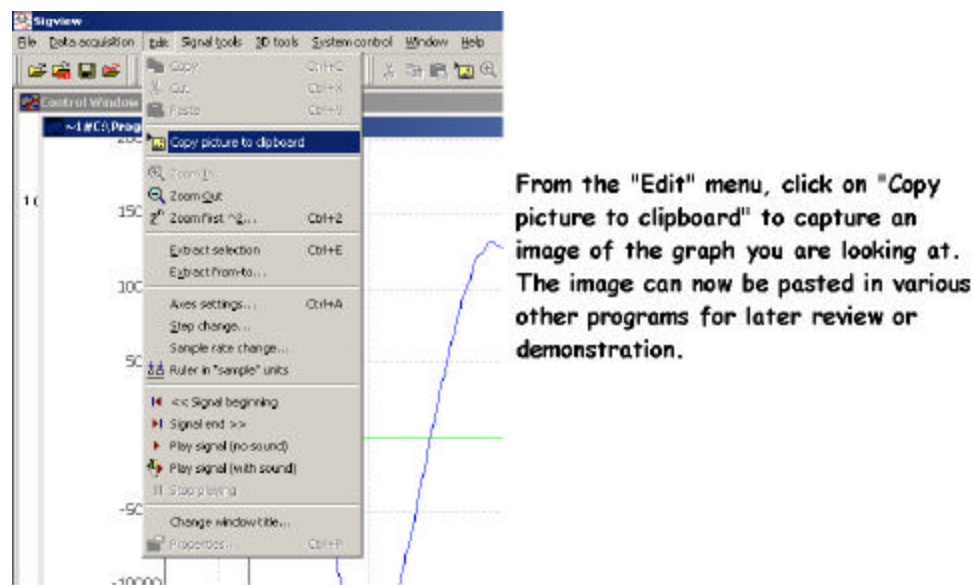 Sigview
File Data acquisition Edit Signal tools 3D tools System control Window Help
Control Window
~1#C:\Prog
Copy Ctrl+C
Cut Ctrl+X
Paste Ctrl+V
Copy picture to clipboard
Zoom In
Zoom Out
Zoom First ^2... Ctrl+2
Extract selection Ctrl+E
Extract from-to...
Axes settings... Ctrl+A
Step change...
Sample rate change...
Ruler in "sample" units
<< Signal beginning
Signal end >>
Play signal (no sound)
Play signal (with sound)
Stop playing
Change window title...
Properties... Ctrl+P
200
150
100
50
-50
-10000
From the "Edit" menu, click on "Copy
picture to clipboard" to capture an
image of the graph you are looking at.
The image can now be pasted in various
other programs for later review or
demonstration.